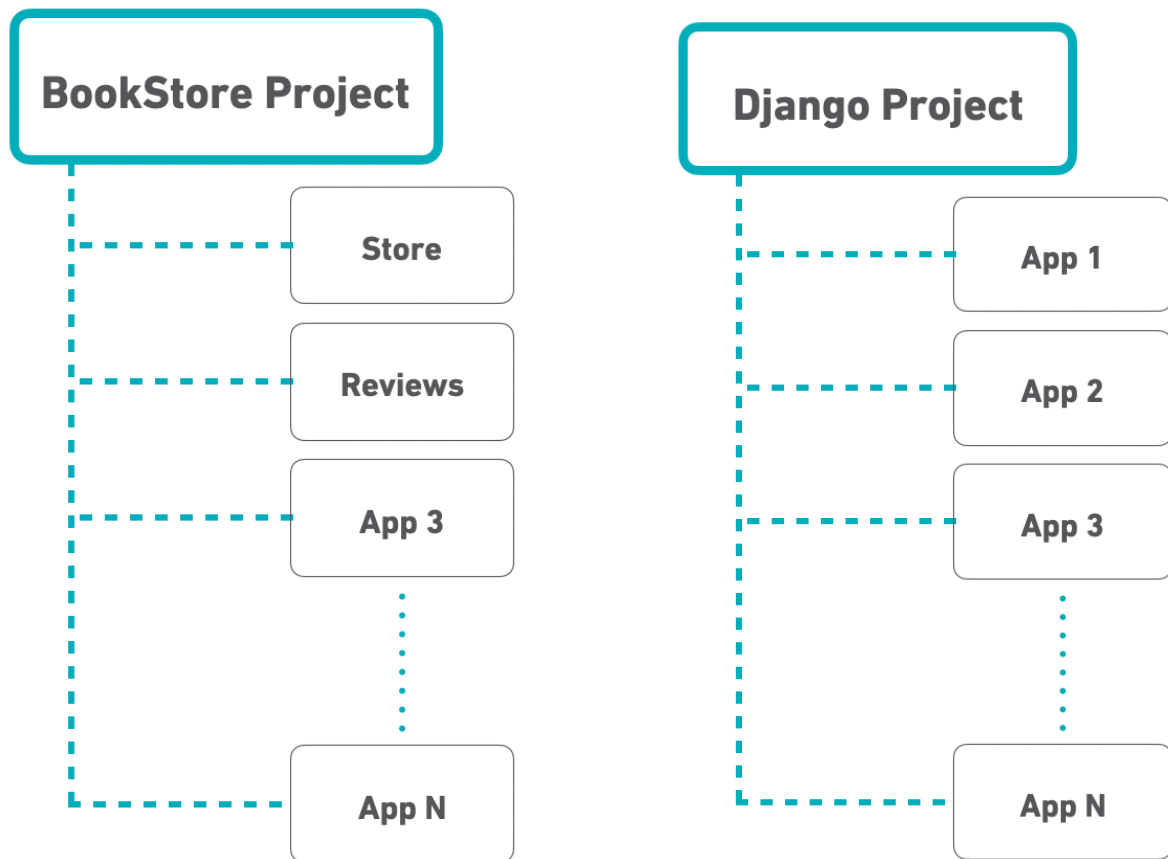 BookStore Project
Store
Reviews
App 3
App N
Django Project
App 1
App 2
App 3
App N